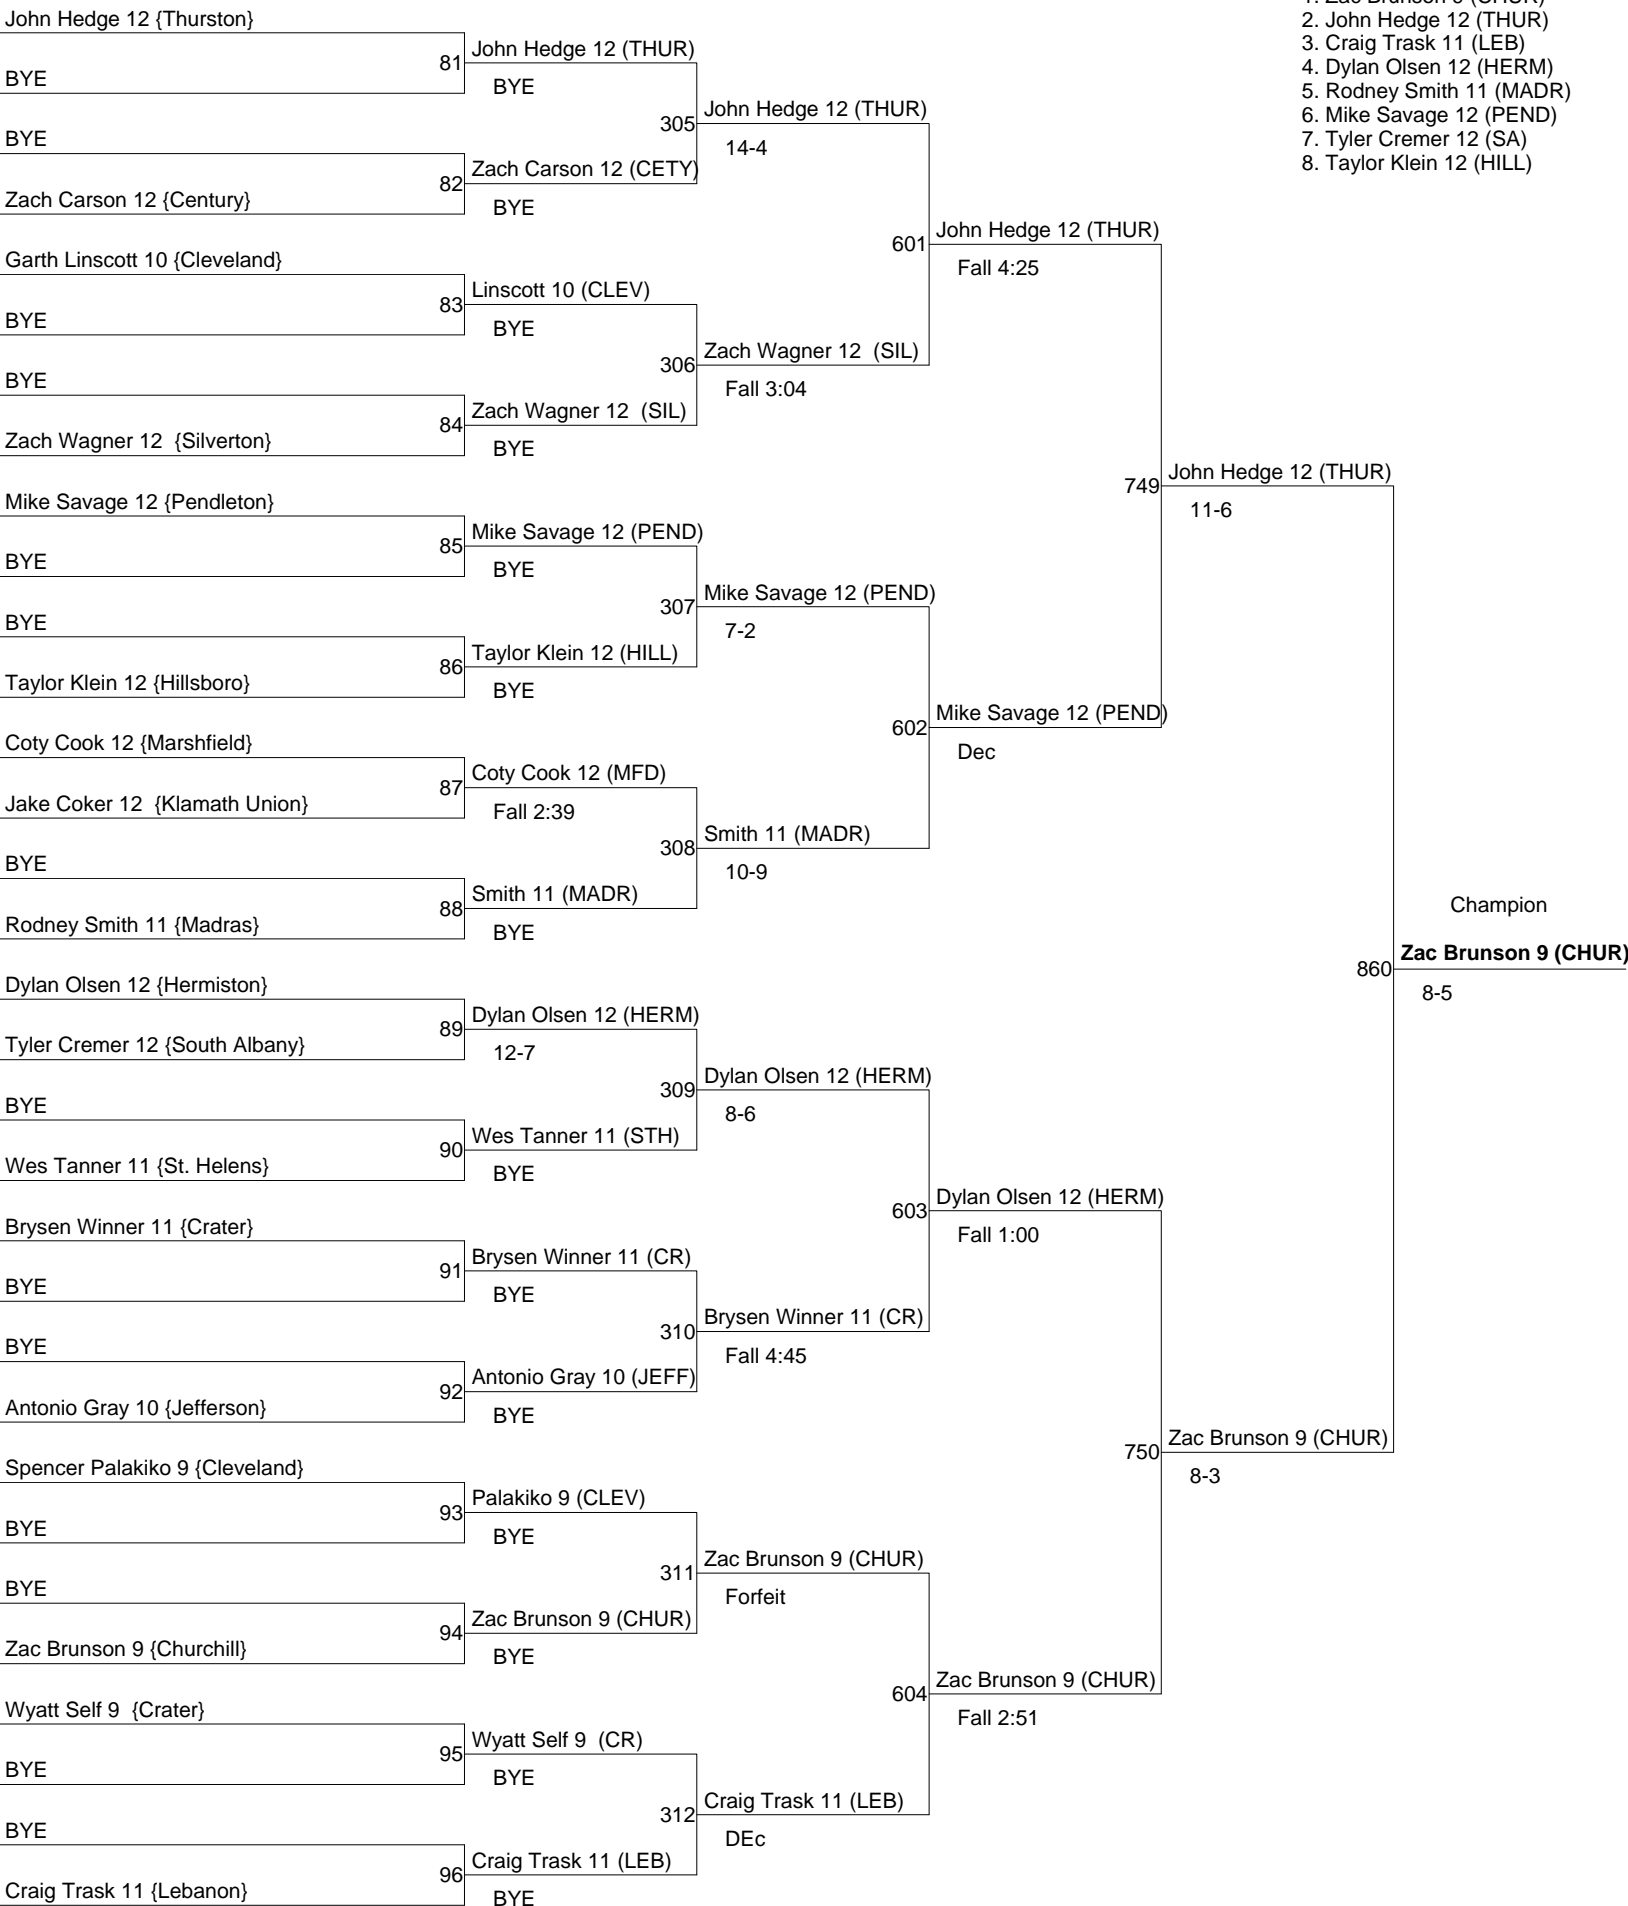 John Hedge 12 {Thurston}
BYE
BYE
Zach Carson 12 {Century}
Garth Linscott 10 {Cleveland}
BYE
BYE
Zach Wagner 12 {Silverton}
Mike Savage 12 {Pendleton}
BYE
BYE
Taylor Klein 12 {Hillsboro}
Coty Cook 12 {Marshfield}
Jake Coker 12 {Klamath Union}
BYE
Rodney Smith 11 {Madras}
Dylan Olsen 12 {Hermiston}
Tyler Cremer 12 {South Albany}
BYE
Wes Tanner 11 {St. Helens}
Brysen Winner 11 {Crater}
BYE
BYE
Antonio Gray 10 {Jefferson}
Spencer Palakiko 9 {Cleveland}
BYE
BYE
Zac Brunson 9 {Churchill}
Wyatt Self 9 {Crater}
BYE
BYE
Craig Trask 11 {Lebanon}
81 John Hedge 12 (THUR)
BYE
82 Zach Carson 12 (CETY)
BYE
83 Linscott 10 (CLEV)
BYE
84 Zach Wagner 12 (SIL)
BYE
85 Mike Savage 12 (PEND)
BYE
86 Taylor Klein 12 (HILL)
BYE
87 Coty Cook 12 (MFD)
Fall 2:39
88 Smith 11 (MADR)
BYE
89 Dylan Olsen 12 (HERM)
12-7
90 Wes Tanner 11 (STH)
BYE
91 Brysen Winner 11 (CR)
BYE
92 Antonio Gray 10 (JEFF)
BYE
93 Palakiko 9 (CLEV)
BYE
94 Zac Brunson 9 (CHUR)
BYE
95 Wyatt Self 9 (CR)
BYE
96 Craig Trask 11 (LEB)
BYE
305 John Hedge 12 (THUR)
14-4
306 Zach Wagner 12 (SIL)
Fall 3:04
307 Mike Savage 12 (PEND)
7-2
308 Smith 11 (MADR)
10-9
309 Dylan Olsen 12 (HERM)
8-6
310 Brysen Winner 11 (CR)
Fall 4:45
311 Zac Brunson 9 (CHUR)
Forfeit
312 Craig Trask 11 (LEB)
DEc
601 John Hedge 12 (THUR)
Fall 4:25
602 Mike Savage 12 (PEND)
Dec
603 Dylan Olsen 12 (HERM)
Fall 1:00
604 Zac Brunson 9 (CHUR)
Fall 2:51
749 John Hedge 12 (THUR)
11-6
750 Zac Brunson 9 (CHUR)
8-3
Champion
860 Zac Brunson 9 (CHUR)
8-5
1. Zac Brunson 9 (CHUR)
2. John Hedge 12 (THUR)
3. Craig Trask 11 (LEB)
4. Dylan Olsen 12 (HERM)
5. Rodney Smith 11 (MADR)
6. Mike Savage 12 (PEND)
7. Tyler Cremer 12 (SA)
8. Taylor Klein 12 (HILL)